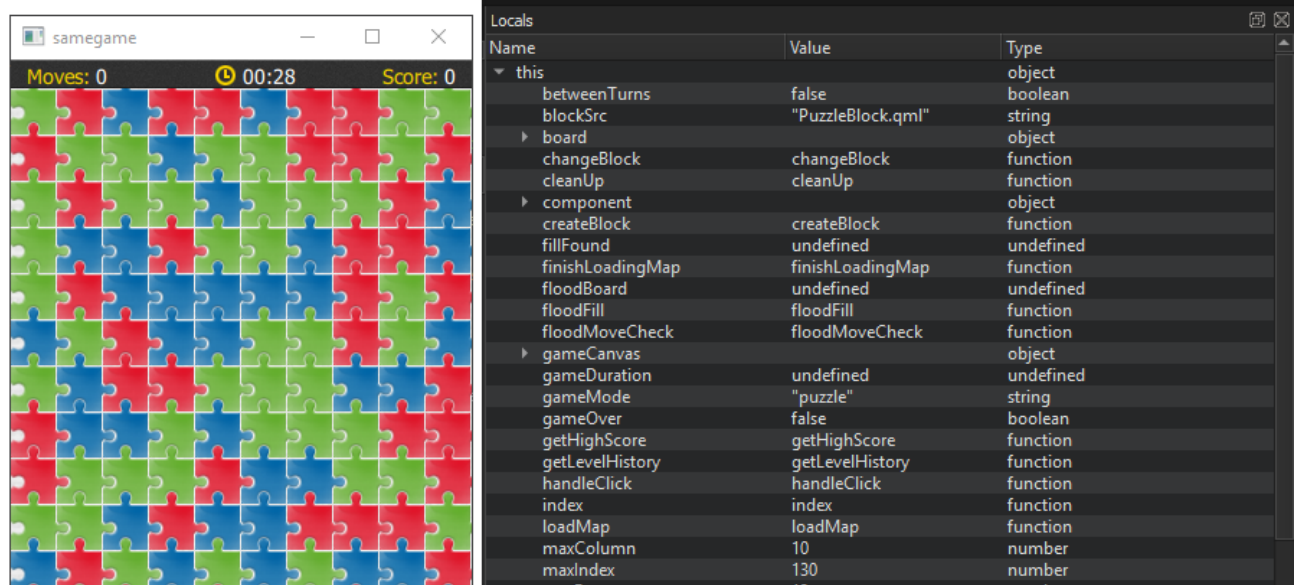 samegame
Moves: 0 00:28 Score: 0
Locals
Name Value Type
this object
betweenTurns false boolean
blockSrc "PuzzleBlock.qml" string
board object
changeBlock changeBlock function
cleanUp cleanUp function
component object
createBlock createBlock function
fillFound undefined undefined
finishLoadingMap finishLoadingMap function
floodBoard undefined undefined
floodFill floodFill function
floodMoveCheck floodMoveCheck function
gameCanvas object
gameDuration undefined undefined
gameMode "puzzle" string
gameOver false boolean
getHighScore getHighScore function
getLevelHistory getLevelHistory function
handleClick handleClick function
index index function
loadMap loadMap function
maxColumn 10 number
maxIndex 130 number